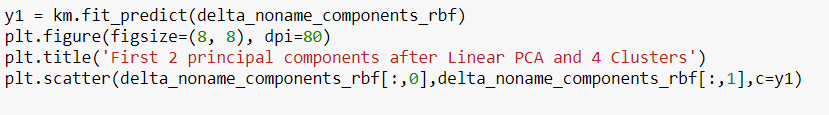 y1 = km.fit_predict(delta_noname_components_rbf)
plt.figure(figsize=(8, 8), dpi=80)
plt.title('First 2 principal components after Linear PCA and 4 Clusters')
plt.scatter(delta_noname_components_rbf[:,0],delta_noname_components_rbf[:,1],c=y1)